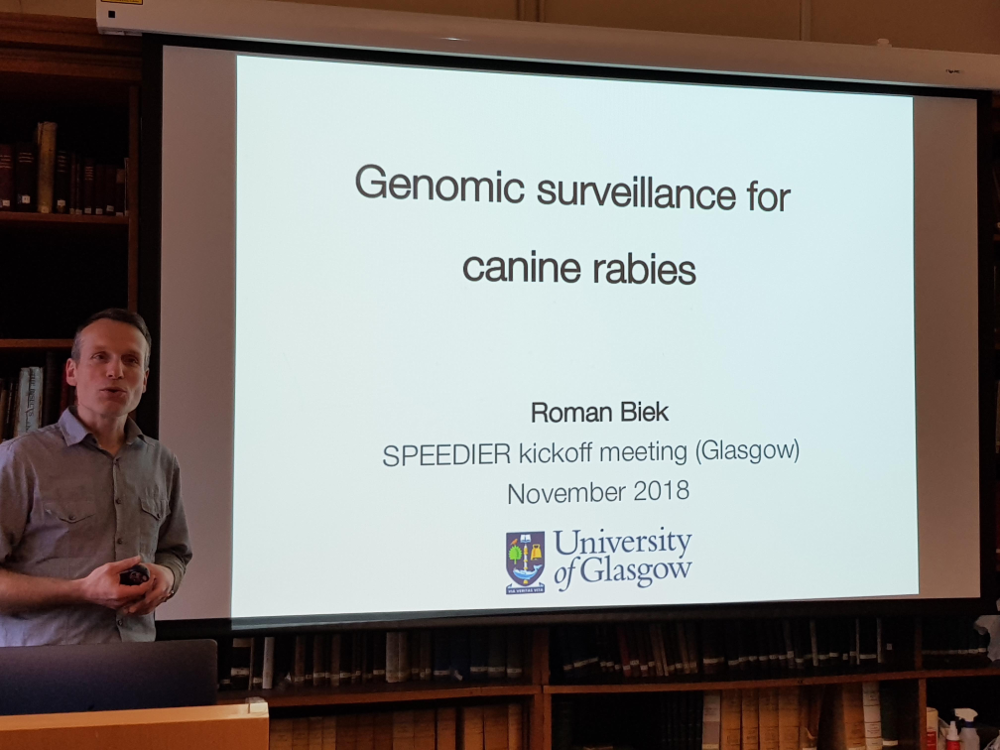 Genomic surveillance for
canine rabies
Roman Biek
SPEEDIER kickoff meeting (Glasgow)
November 2018
University
of Glasgow